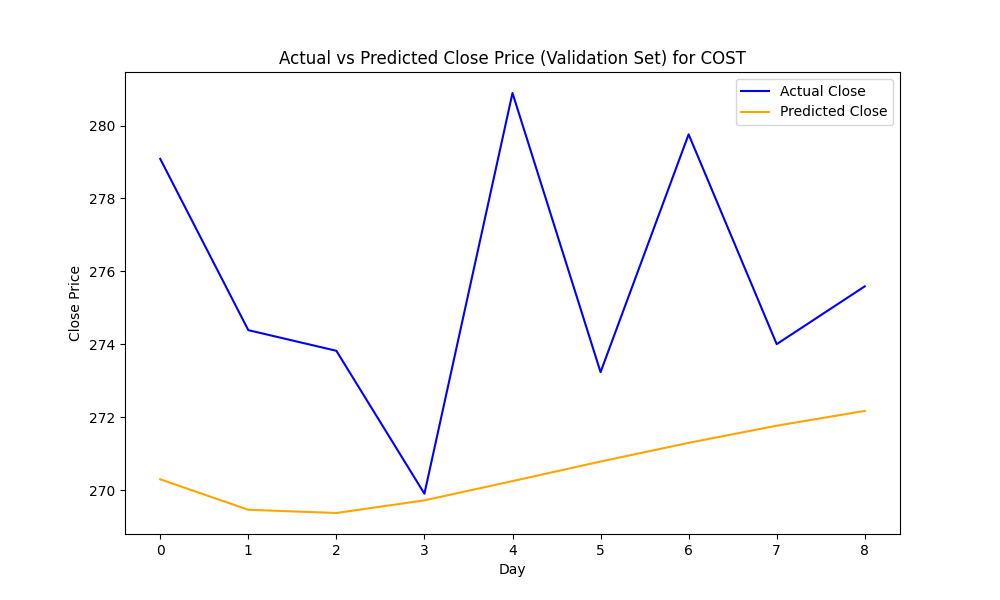 Actual vs Predicted Close Price (Validation Set) for COST
Actual Close
Predicted Close
Close Price
280
278
276
274
272
270
0 1 2 3 4 5 6 7 8
Day